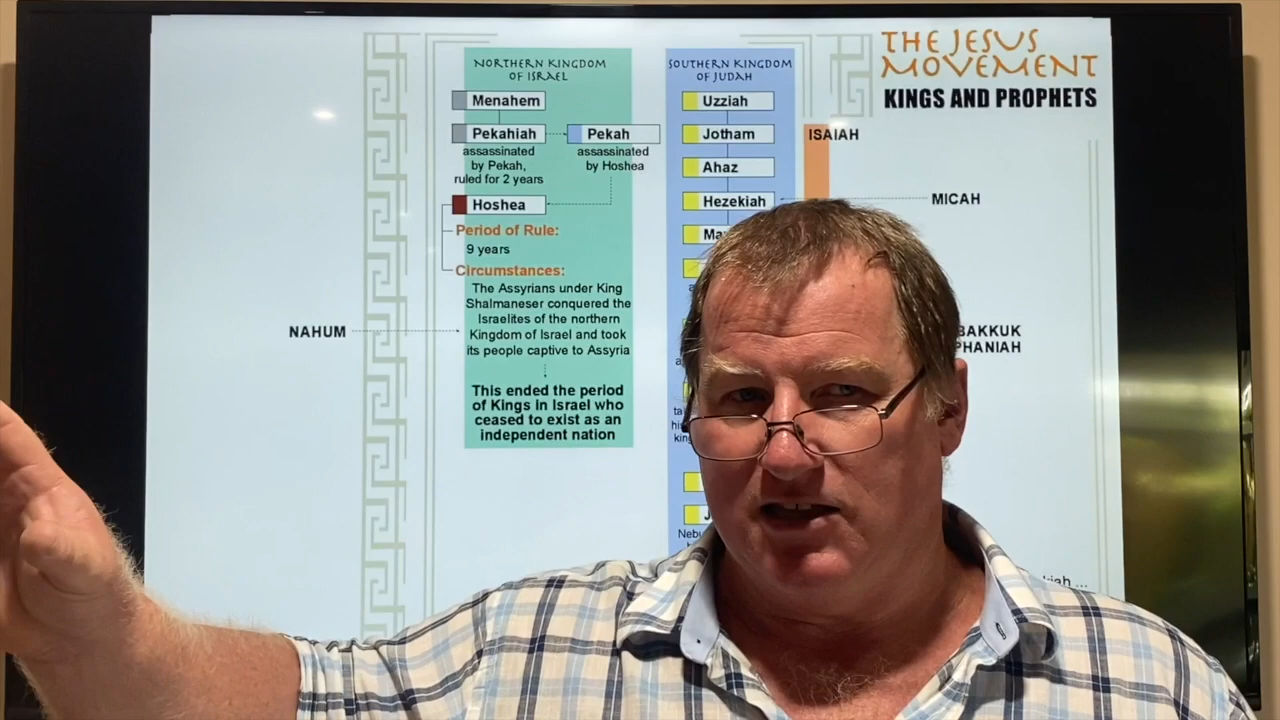 THE JESUS
MOVEMENT
KINGS AND PROPHETS
NORTHERN KINGDOM
OF ISRAEL
Menahem
Pekahiah
assassinated
by Pekah,
ruled for 2 years
Pekah
assassinated
by Hoshea
Hoshea
Period of Rule:
9 years
Circumstances:
The Assyrians under King
Shalmaneser conquered the
Israelites of the northern
Kingdom of Israel and took
its people captive to Assyria
This ended the period
of Kings in Israel who
ceased to exist as an
independent nation
NAHUM
SOUTHERN KINGDOM
OF JUDAH
Uzziah
Jotham
Ahaz
Hezekiah
ISAIAH
MICAH
BAKKUK
PHANIAH